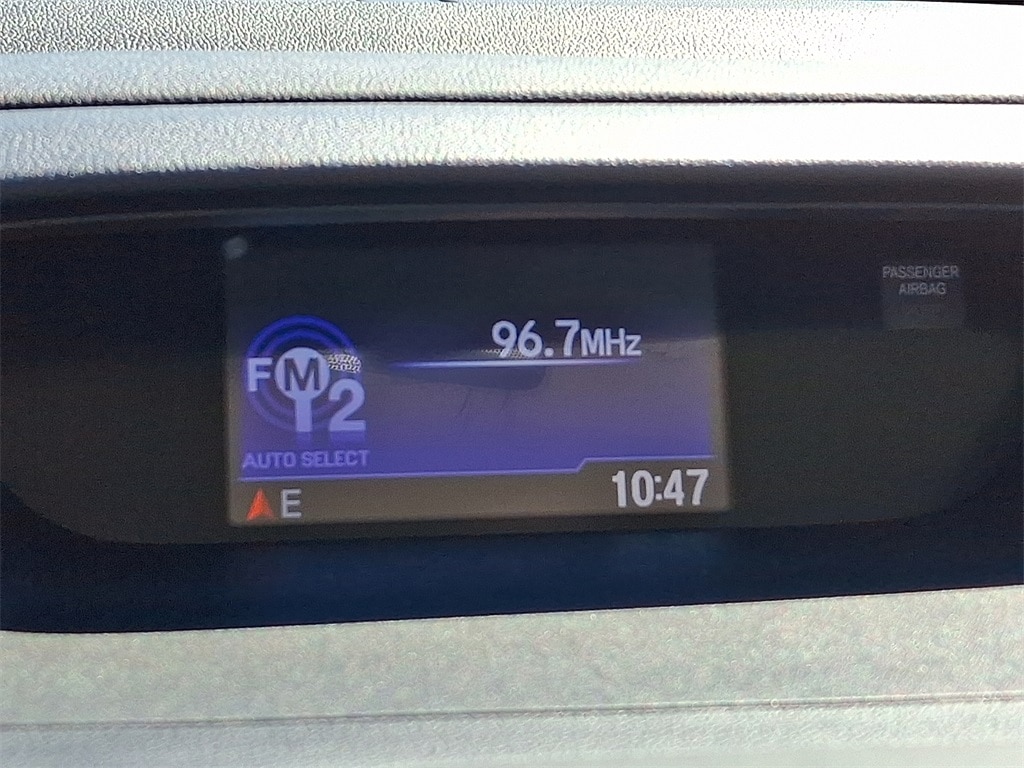 PASSENGER
AIRBAG
96.7MHz
FM
2
AUTO SELECT
E
10:47